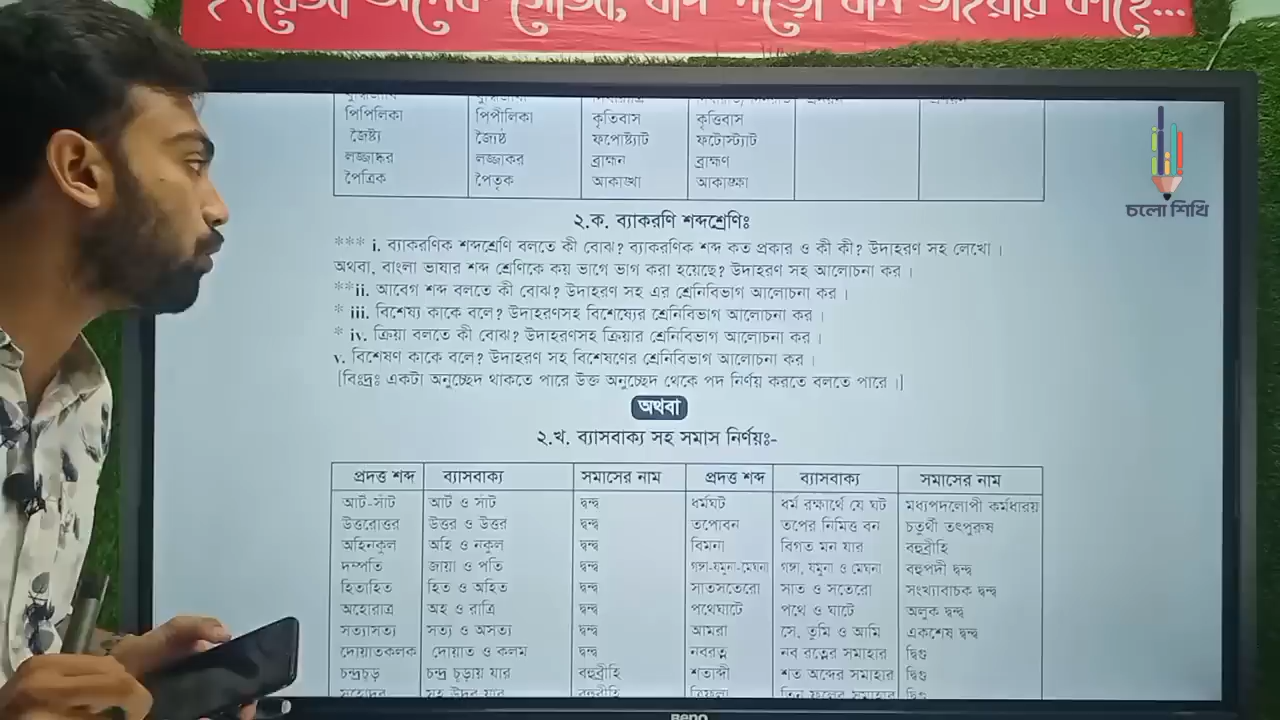 পিপিলিকা পিপীলিকা কৃতিবাস কৃত্তিবাস
জৈষ্ট্য জ্যৈষ্ঠ ফপোষ্ট্যাট ফটোস্ট্যাট
লজ্জাষ্কর লজ্জাকর ব্রাহ্মন ব্রাহ্মণ
পৈত্রিক পৈতৃক আকাঙ্খা আকাঙ্ক্ষা
চলো শিখি
২.ক. ব্যাকরণি শব্দশ্রেণিঃ
*** i. ব্যাকরণিক শব্দশ্রেণি বলতে কী বোঝ? ব্যাকরণিক শব্দ কত প্রকার ও কী কী? উদাহরণ সহ লেখো ।
অথবা, বাংলা ভাষার শব্দ শ্রেণিকে কয় ভাগে ভাগ করা হয়েছে? উদাহরণ সহ আলোচনা কর ।
**ii. আবেগ শব্দ বলতে কী বোঝ? উদাহরণ সহ এর শ্রেনিবিভাগ আলোচনা কর ।
* iii. বিশেষ্য কাকে বলে? উদাহরণসহ বিশেষ্যের শ্রেনিবিভাগ আলোচনা কর ।
* iv. ক্রিয়া বলতে কী বোঝ? উদাহরণসহ ক্রিয়ার শ্রেনিবিভাগ আলোচনা কর ।
v. বিশেষণ কাকে বলে? উদাহরণ সহ বিশেষণের শ্রেনিবিভাগ আলোচনা কর ।
[বিঃদ্রঃ একটা অনুচ্ছেদ থাকতে পারে উক্ত অনুচ্ছেদ থেকে পদ নির্ণয় করতে বলতে পারে ।]
অথবা
২.খ. ব্যাসবাক্য সহ সমাস নির্ণয়ঃ-
প্রদত্ত শব্দ ব্যাসবাক্য সমাসের নাম প্রদত্ত শব্দ ব্যাসবাক্য সমাসের নাম
আট-সাঁট আট ও সাঁট দ্বন্দ্ব ধর্মঘট ধর্ম রক্ষার্থে যে ঘট মধ্যপদলোপী কর্মধারয়
উত্তরোত্তর উত্তর ও উত্তর দ্বন্দ্ব তপোবন তপের নিমিত্ত বন চতুর্থী তৎপুরুষ
অহিনকুল অহি ও নকুল দ্বন্দ্ব বিমনা বিগত মন যার বহুব্রীহি
দম্পতি জায়া ও পতি দ্বন্দ্ব গঙ্গা-যমুনা-মেঘনা গঙ্গা, যমুনা ও মেঘনা বহুপদী দ্বন্দ্ব
হিতাহিত হিত ও অহিত দ্বন্দ্ব সাতসতেরো সাত ও সতেরো সংখ্যাবাচক দ্বন্দ্ব
অহোরাত্র অহ ও রাত্রি দ্বন্দ্ব পথেঘাটে পথে ও ঘাটে অলুক দ্বন্দ্ব
সত্যাসত্য সত্য ও অসত্য দ্বন্দ্ব আমরা সে, তুমি ও আমি একশেষ দ্বন্দ্ব
দোয়াতকলক দোয়াত ও কলম দ্বন্দ্ব নবরত্ন নব রত্নের সমাহার দ্বিগু
চন্দ্রচূড় চন্দ্র চূড়ায় যার বহুব্রীহি শতাব্দী শত অব্দের সমাহার দ্বিগু
সহোদর সহ উদর যার বহুব্রীহি ত্রিফলা তিন ফলের সমাহার দ্বিগু
BenQ